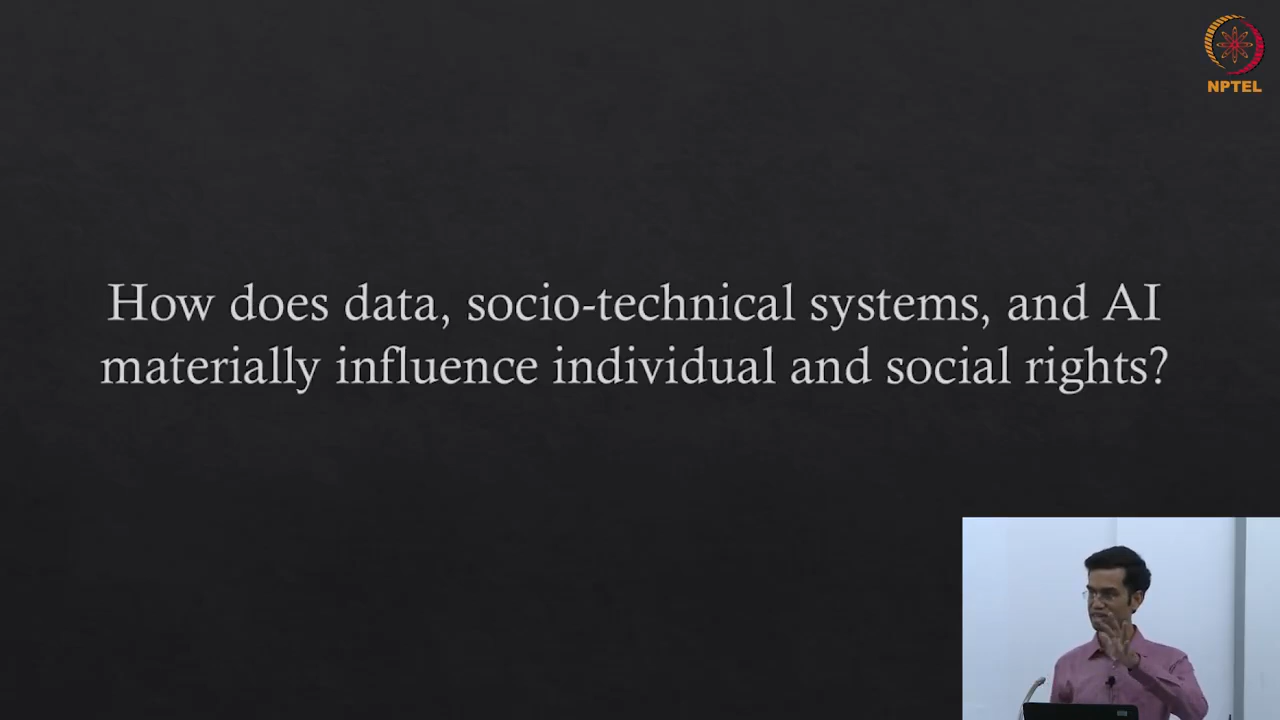 NPTEL
How does data, socio-technical systems, and AI
materially influence individual and social rights?